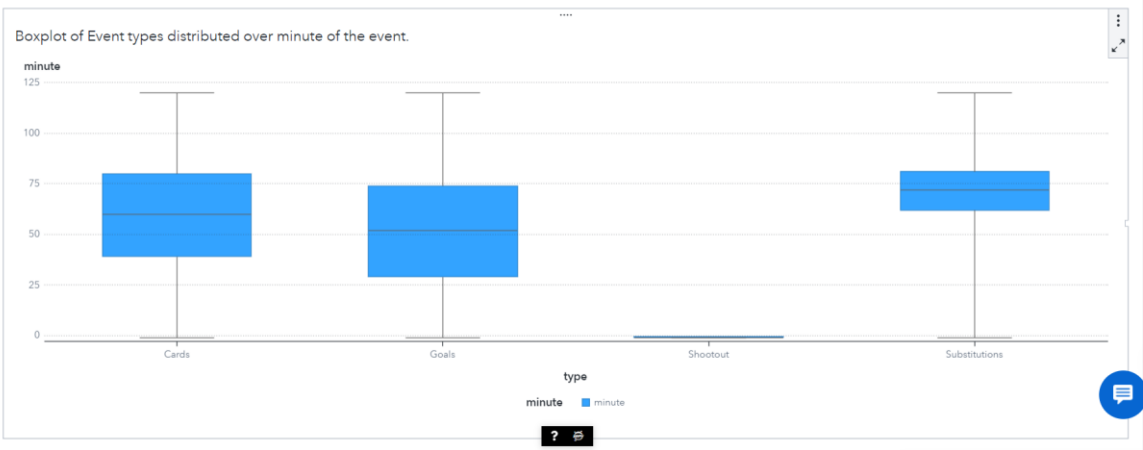 Boxplot of Event types distributed over minute of the event.
minute
125
100
75
50
25
0
Cards Goals Shootout Substitutions
type
minute minute
?